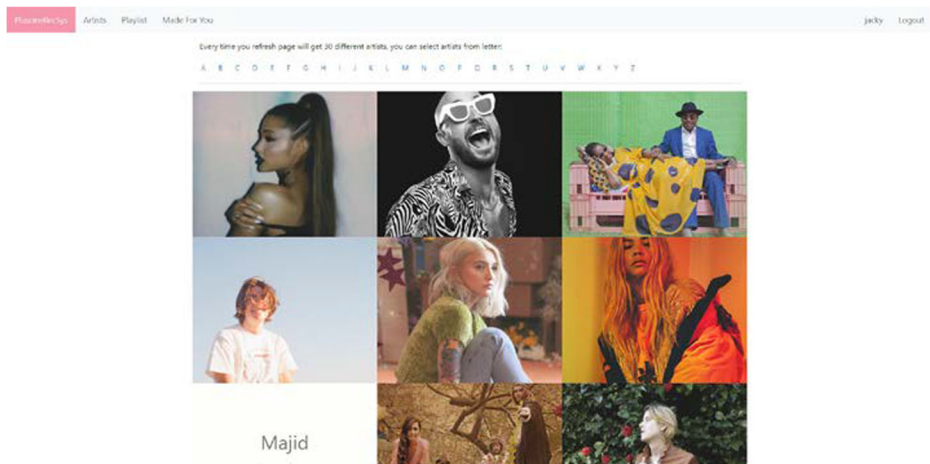 Artists Playlist Made For You jacky Logout
Every time you refresh page will get 30 different artists, you can select artists from letter:
A B C D E F G H I J K L M N O P Q R S T U V W X Y Z
Majid